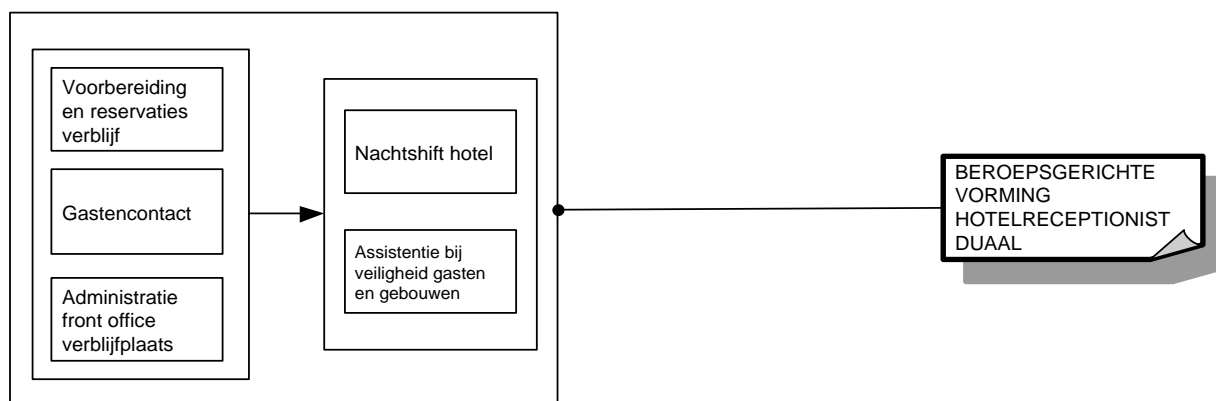 Voorbereiding
en reservaties
verblijf
Gastencontact
Administratie
front office
verblijfplaats
Nachtshift hotel
Assistentie bij
veiligheid gasten
en gebouwen
BEROEPSGERICHTE
VORMING
HOTELRECEPTIONIST
DUAAL